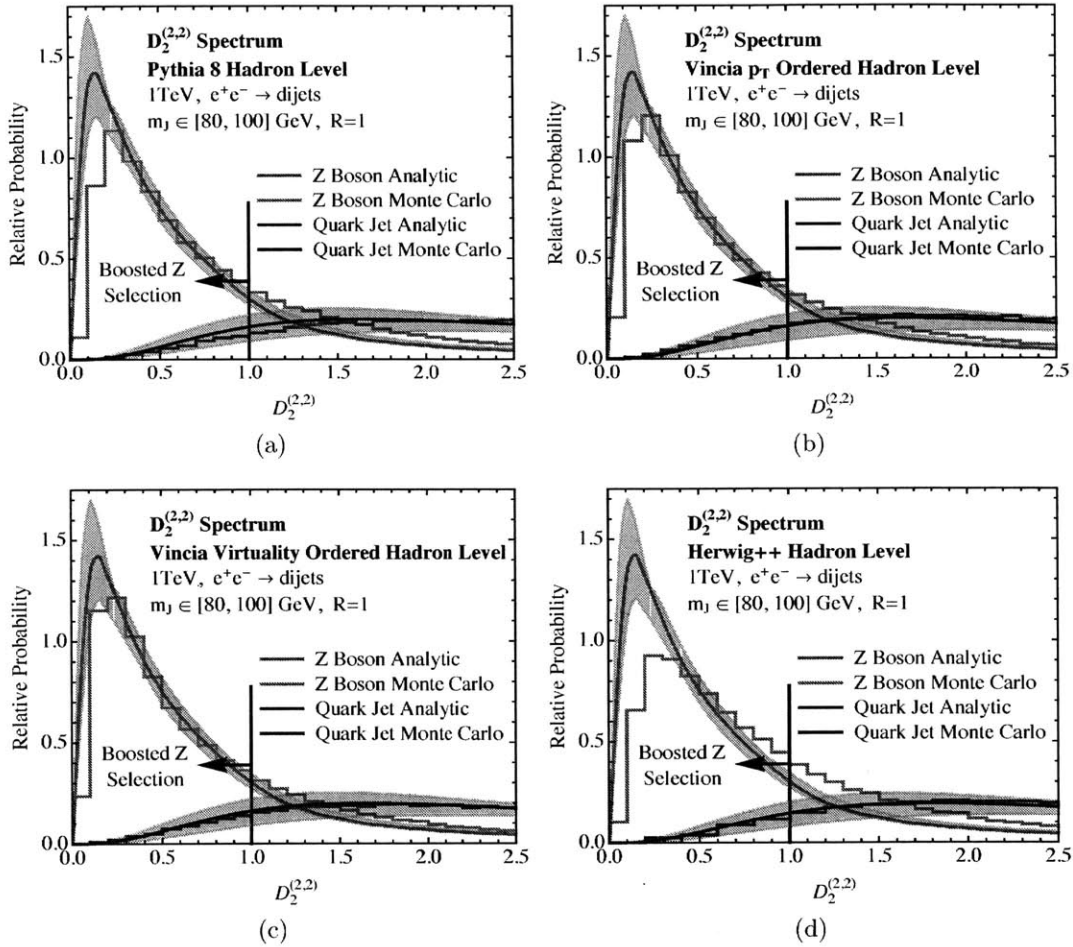 D₂^(2,2) Spectrum
Pythia 8 Hadron Level
1TeV, e⁺e⁻ → dijets
m_J ∈ [80, 100] GeV, R=1
Z Boson Analytic
Z Boson Monte Carlo
Quark Jet Analytic
Quark Jet Monte Carlo
Boosted Z
Selection
Relative Probability
1.5
1.0
0.5
0.0
0.0 0.5 1.0 1.5 2.0 2.5
D₂^(2,2)
(a)
D₂^(2,2) Spectrum
Vincia p_T Ordered Hadron Level
1TeV, e⁺e⁻ → dijets
m_J ∈ [80, 100] GeV, R=1
Z Boson Analytic
Z Boson Monte Carlo
Quark Jet Analytic
Quark Jet Monte Carlo
Boosted Z
Selection
Relative Probability
1.5
1.0
0.5
0.0
0.0 0.5 1.0 1.5 2.0 2.5
D₂^(2,2)
(b)
D₂^(2,2) Spectrum
Vincia Virtuality Ordered Hadron Level
1TeV, e⁺e⁻ → dijets
m_J ∈ [80, 100] GeV, R=1
Z Boson Analytic
Z Boson Monte Carlo
Quark Jet Analytic
Quark Jet Monte Carlo
Boosted Z
Selection
Relative Probability
1.5
1.0
0.5
0.0
0.0 0.5 1.0 1.5 2.0 2.5
D₂^(2,2)
(c)
D₂^(2,2) Spectrum
Herwig++ Hadron Level
1TeV, e⁺e⁻ → dijets
m_J ∈ [80, 100] GeV, R=1
Z Boson Analytic
Z Boson Monte Carlo
Quark Jet Analytic
Quark Jet Monte Carlo
Boosted Z
Selection
Relative Probability
1.5
1.0
0.5
0.0
0.0 0.5 1.0 1.5 2.0 2.5
D₂^(2,2)
(d)